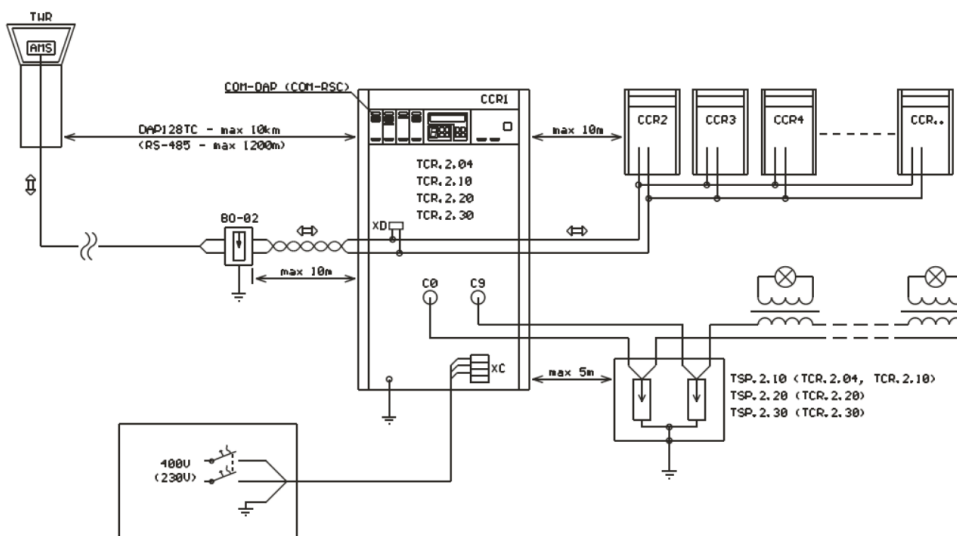 TWR
AMS
COM-DAP (COM-RSC)
CCR1
DAP128TC - max 10km
(RS-485 - max 1200m)
max 10m
CCR2
CCR3
CCR4
CCR..
TCR.2.04
TCR.2.10
TCR.2.20
TCR.2.30
BO-02
XD
max 10m
C0
C9
XC
max 5m
TSP.2.10 (TCR.2.04, TCR.2.10)
TSP.2.20 (TCR.2.20)
TSP.2.30 (TCR.2.30)
400V
(230V)